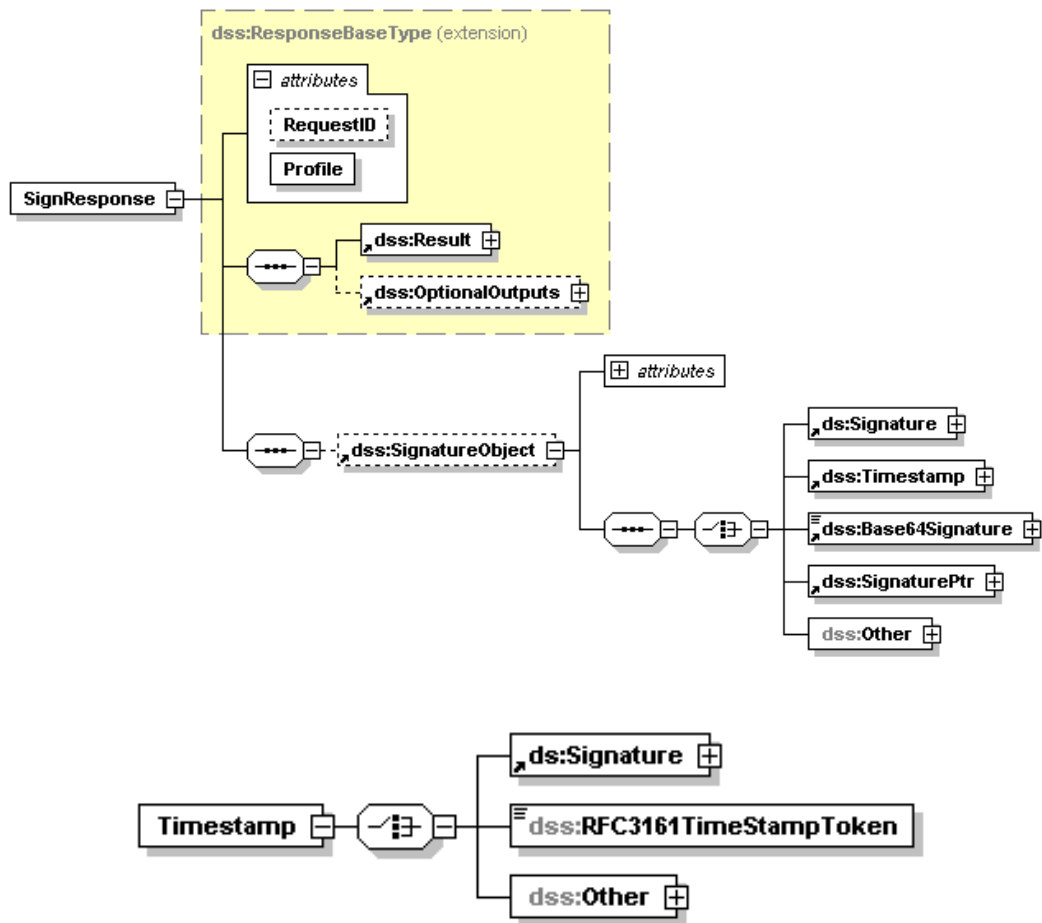 dss:ResponseBaseType (extension)
attributes
RequestID
Profile
SignResponse
dss:Result
dss:OptionalOutputs
attributes
ds:Signature
dss:SignatureObject
dss:Timestamp
dss:Base64Signature
dss:SignaturePtr
dss:Other
ds:Signature
Timestamp
dss:RFC3161TimeStampToken
dss:Other